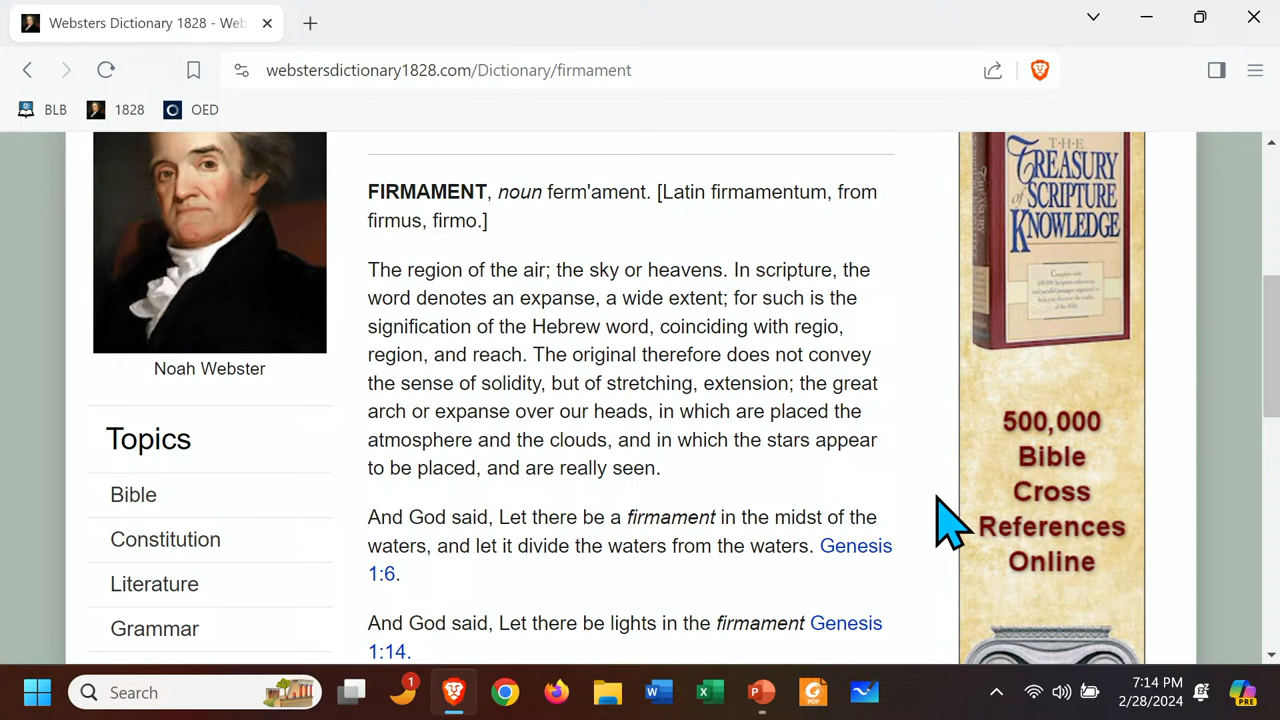 Websters Dictionary 1828 - Web
webstersdictionary1828.com/Dictionary/firmament
BLB 1828 OED
FIRMAMENT, noun ferm'ament. [Latin firmamentum, from
firmus, firmo.]
The region of the air; the sky or heavens. In scripture, the
word denotes an expanse, a wide extent; for such is the
signification of the Hebrew word, coinciding with regio,
region, and reach. The original therefore does not convey
the sense of solidity, but of stretching, extension; the great
arch or expanse over our heads, in which are placed the
atmosphere and the clouds, and in which the stars appear
to be placed, and are really seen.
And God said, Let there be a firmament in the midst of the
waters, and let it divide the waters from the waters. Genesis
1:6.
And God said, Let there be lights in the firmament Genesis
1:14.
Noah Webster
Topics
Bible
Constitution
Literature
Grammar
THE
TREASURY
of SCRIPTURE
KNOWLEDGE
500,000
Bible
Cross
References
Online
Search
1
PDF
7:14 PM
2/28/2024
PRE